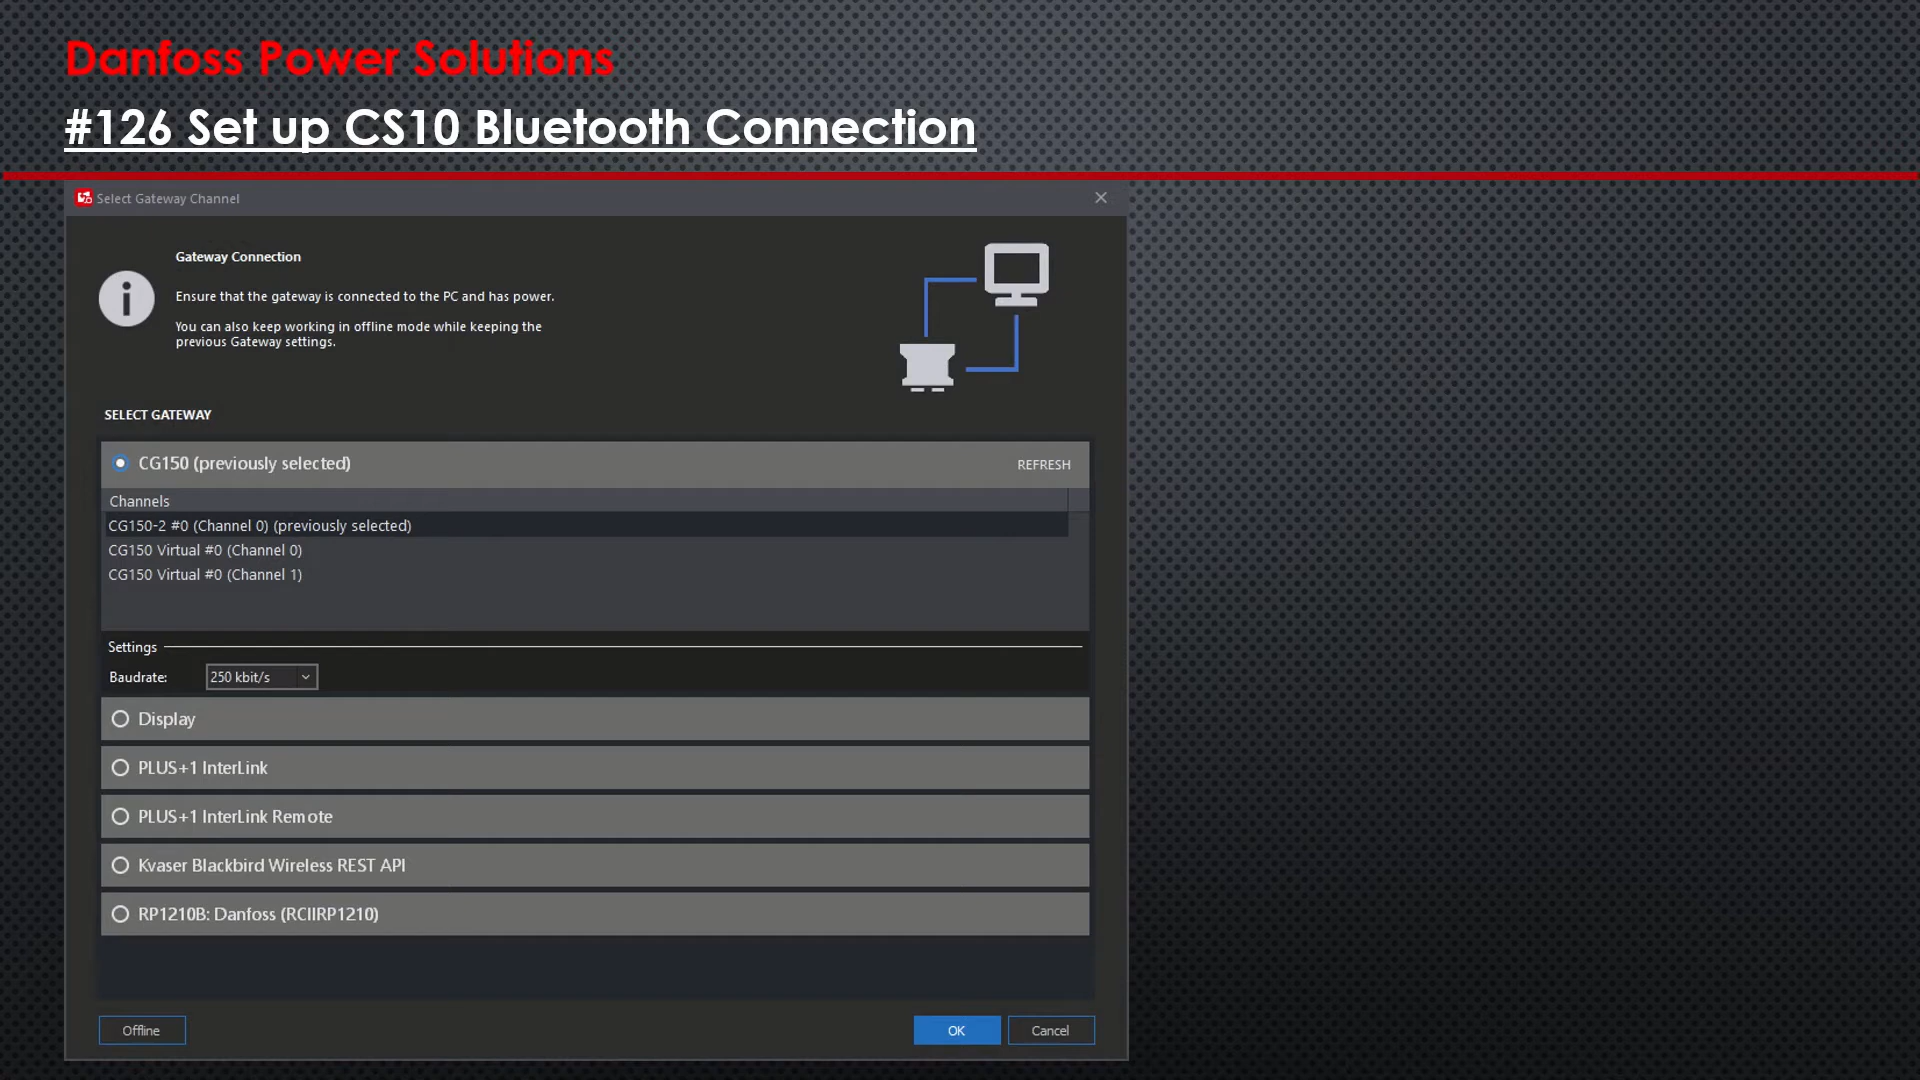 Danfoss Power Solutions
#126 Set up CS10 Bluetooth Connection
Select Gateway Channel
Gateway Connection
Ensure that the gateway is connected to the PC and has power.
You can also keep working in offline mode while keeping the
previous Gateway settings.
SELECT GATEWAY
CG150 (previously selected)
REFRESH
Channels
CG150-2 #0 (Channel 0) (previously selected)
CG150 Virtual #0 (Channel 0)
CG150 Virtual #0 (Channel 1)
Settings
Baudrate: 250 kbit/s
Display
PLUS+1 InterLink
PLUS+1 InterLink Remote
Kvaser Blackbird Wireless REST API
RP1210B: Danfoss (RCIIRP1210)
Offline
OK
Cancel